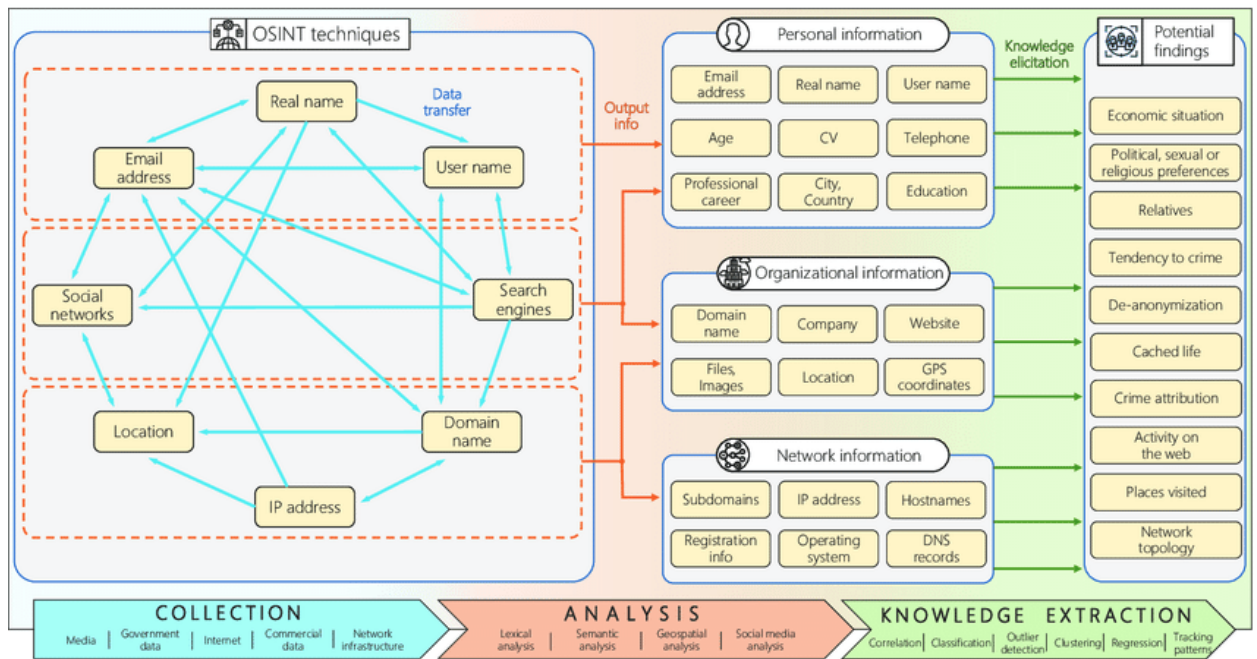 OSINT techniques
Real name
Data
transfer
Email
address
User name
Social
networks
Search
engines
Location
Domain
name
IP address
Output
info
Personal information
Email
address
Real name
User name
Age
CV
Telephone
Professional
career
City,
Country
Education
Organizational information
Domain
name
Company
Website
Files,
Images
Location
GPS
coordinates
Network information
Subdomains
IP address
Hostnames
Registration
info
Operating
system
DNS
records
Knowledge
elicitation
Potential
findings
Economic situation
Political, sexual or
religious preferences
Relatives
Tendency to crime
De-anonymization
Cached life
Crime attribution
Activity on
the web
Places visited
Network
topology
COLLECTION
Media
Government
data
Internet
Commercial
data
Network
infrastructure
ANALYSIS
Lexical
analysis
Semantic
analysis
Geospatial
analysis
Social media
analysis
KNOWLEDGE EXTRACTION
Correlation
Classification
Outlier
detection
Clustering
Regression
Tracking
patterns